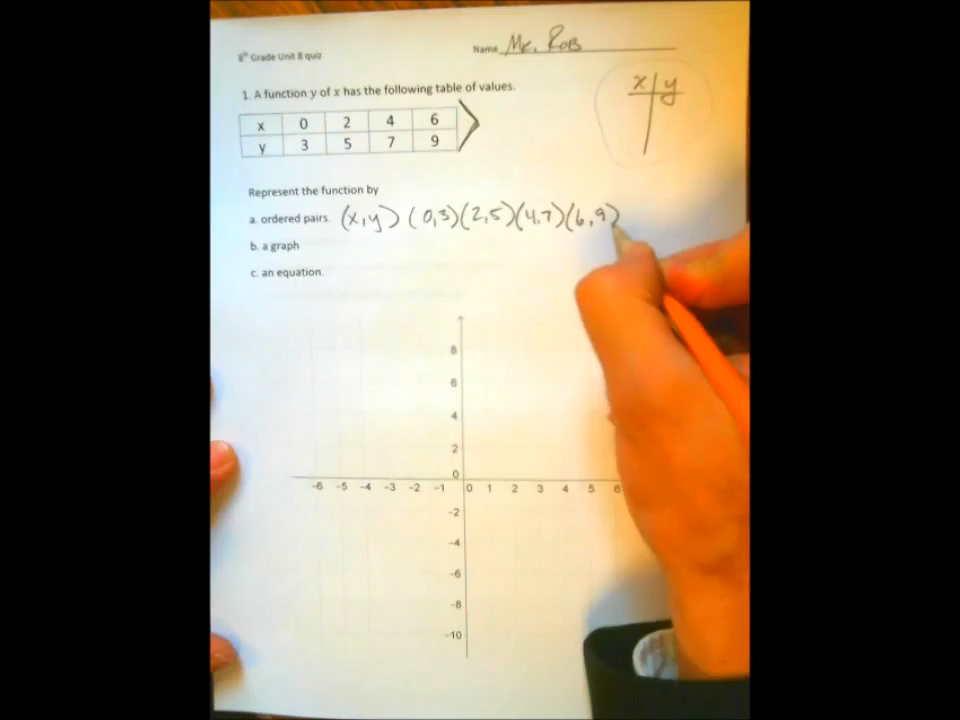 8th Grade Unit 8 quiz
Name Mr. Rob
x y
1. A function y of x has the following table of values.
x 0 2 4 6
y 3 5 7 9
Represent the function by
a. ordered pairs. (x,y) (0,3)(2,5)(4,7)(6,9)
b. a graph
c. an equation.
8
6
4
2
0
-6 -5 -4 -3 -2 -1 0 1 2 3 4 5 6
-2
-4
-6
-8
-10